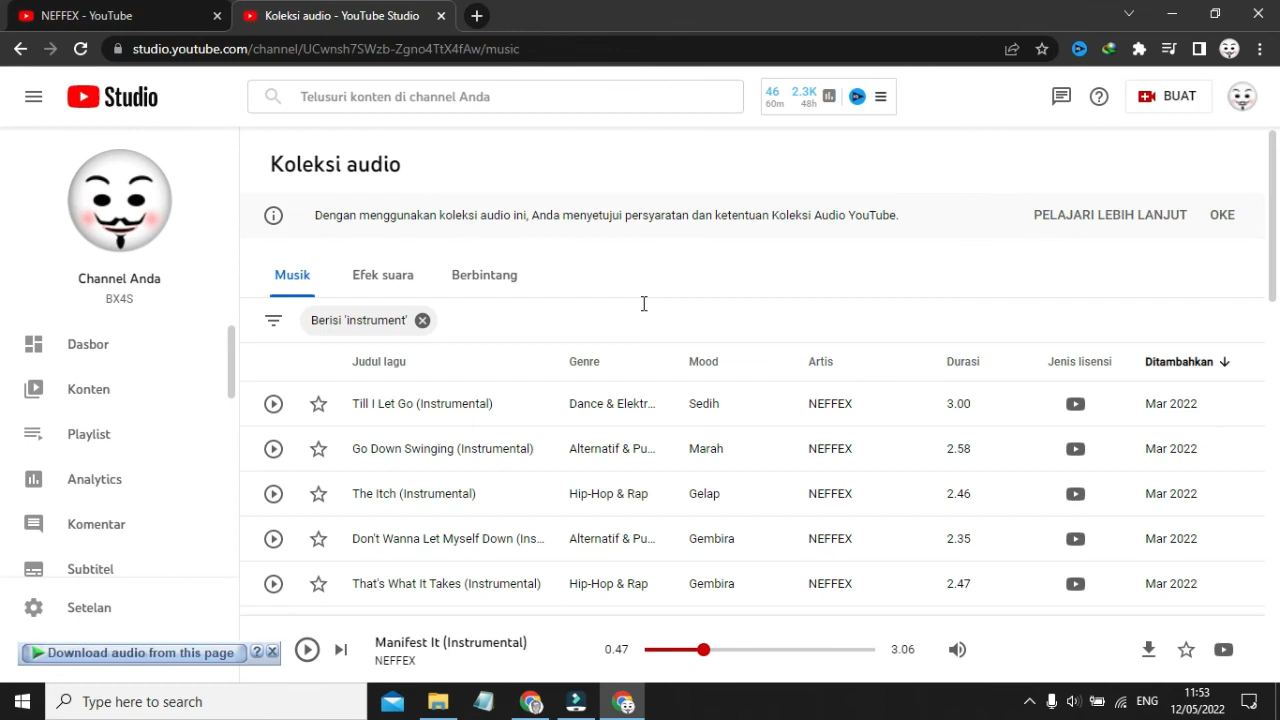 NEFFEX - YouTube
Koleksi audio - YouTube Studio
studio.youtube.com/channel/UCwnsh7SWzb-Zgno4TtX4fAw/music
Studio
Telusuri konten di channel Anda
46 2.3K
60m 48h
BUAT
Koleksi audio
Dengan menggunakan koleksi audio ini, Anda menyetujui persyaratan dan ketentuan Koleksi Audio YouTube. PELAJARI LEBIH LANJUT OKE
Channel Anda
BX4S
Dasbor
Konten
Playlist
Analytics
Komentar
Subtitel
Setelan
Musik Efek suara Berbintang
Berisi 'instrument'
Judul lagu Genre Mood Artis Durasi Jenis lisensi Ditambahkan
Till I Let Go (Instrumental) Dance & Elektr... Sedih NEFFEX 3.00 Mar 2022
Go Down Swinging (Instrumental) Alternatif & Pu... Marah NEFFEX 2.58 Mar 2022
The Itch (Instrumental) Hip-Hop & Rap Gelap NEFFEX 2.46 Mar 2022
Don't Wanna Let Myself Down (Ins... Alternatif & Pu... Gembira NEFFEX 2.35 Mar 2022
That's What It Takes (Instrumental) Hip-Hop & Rap Gembira NEFFEX 2.47 Mar 2022
Download audio from this page ?
Manifest It (Instrumental)
NEFFEX
0.47 3.06
Type here to search
ENG
11:53
12/05/2022